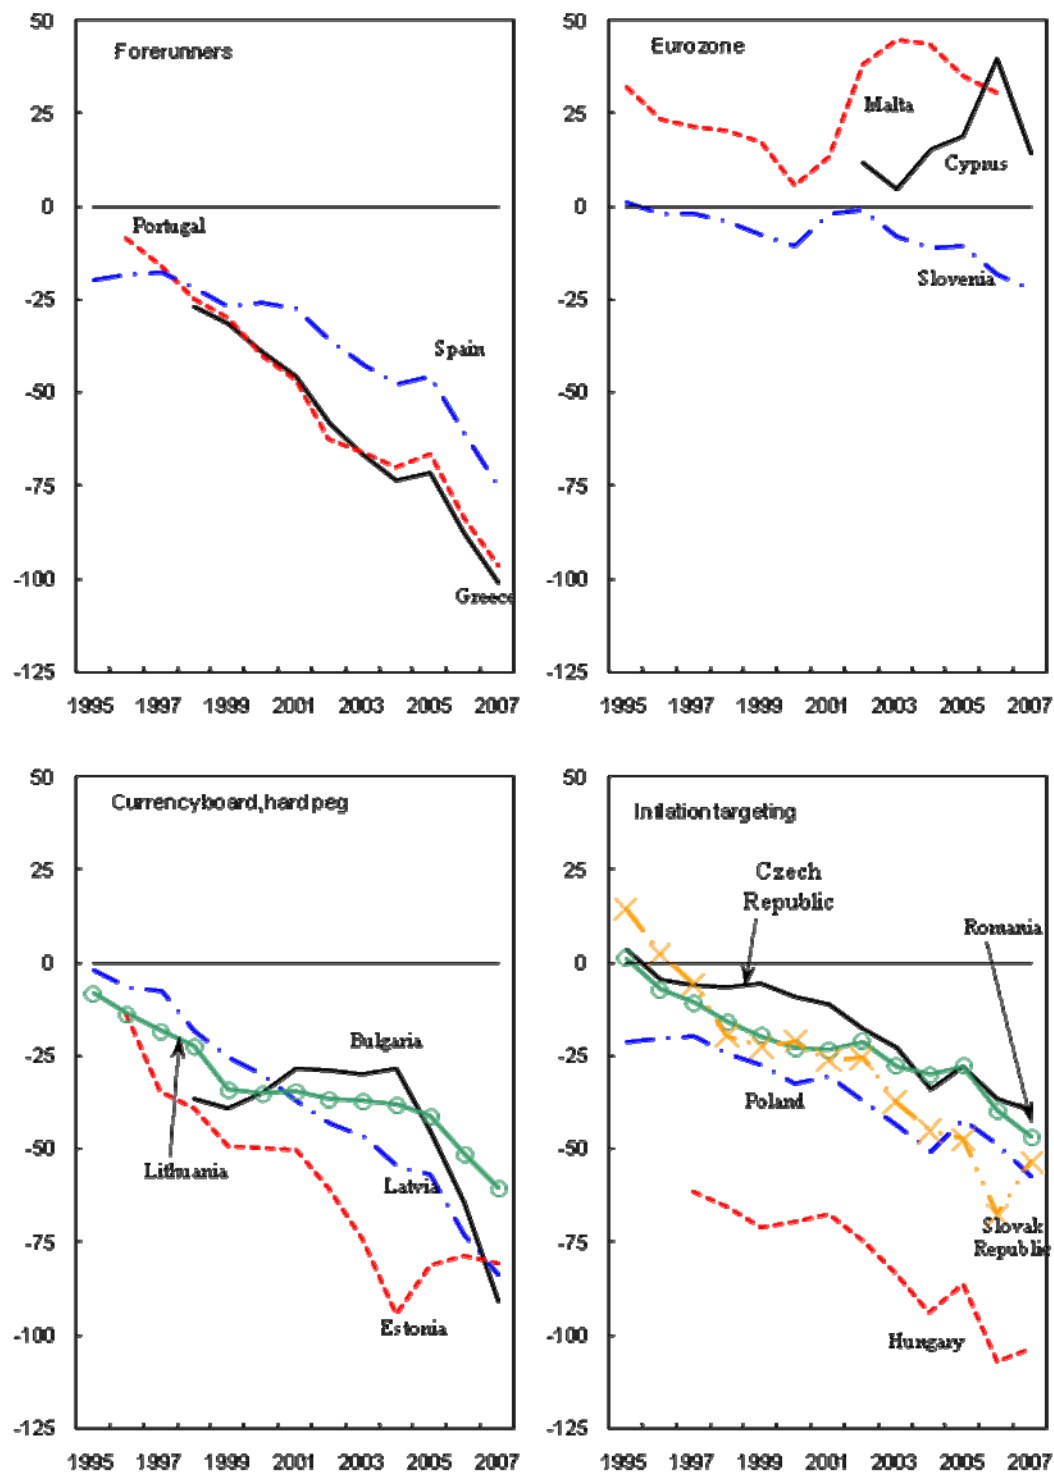 Forerunners
50
25
0
-25
-50
-75
-100
-125
Portugal
Spain
Greece
1995 1997 1999 2001 2003 2005 2007
Eurozone
50
25
0
-25
-50
-75
-100
-125
Malta
Cyprus
Slovenia
1995 1997 1999 2001 2003 2005 2007
Currencyboard, hard peg
50
25
0
-25
-50
-75
-100
-125
Bulgaria
Lithuania
Latvia
Estonia
1995 1997 1999 2001 2003 2005 2007
Inflation targeting
50
25
0
-25
-50
-75
-100
-125
Czech
Republic
Romania
Poland
Slovak
Republic
Hungary
1995 1997 1999 2001 2003 2005 2007